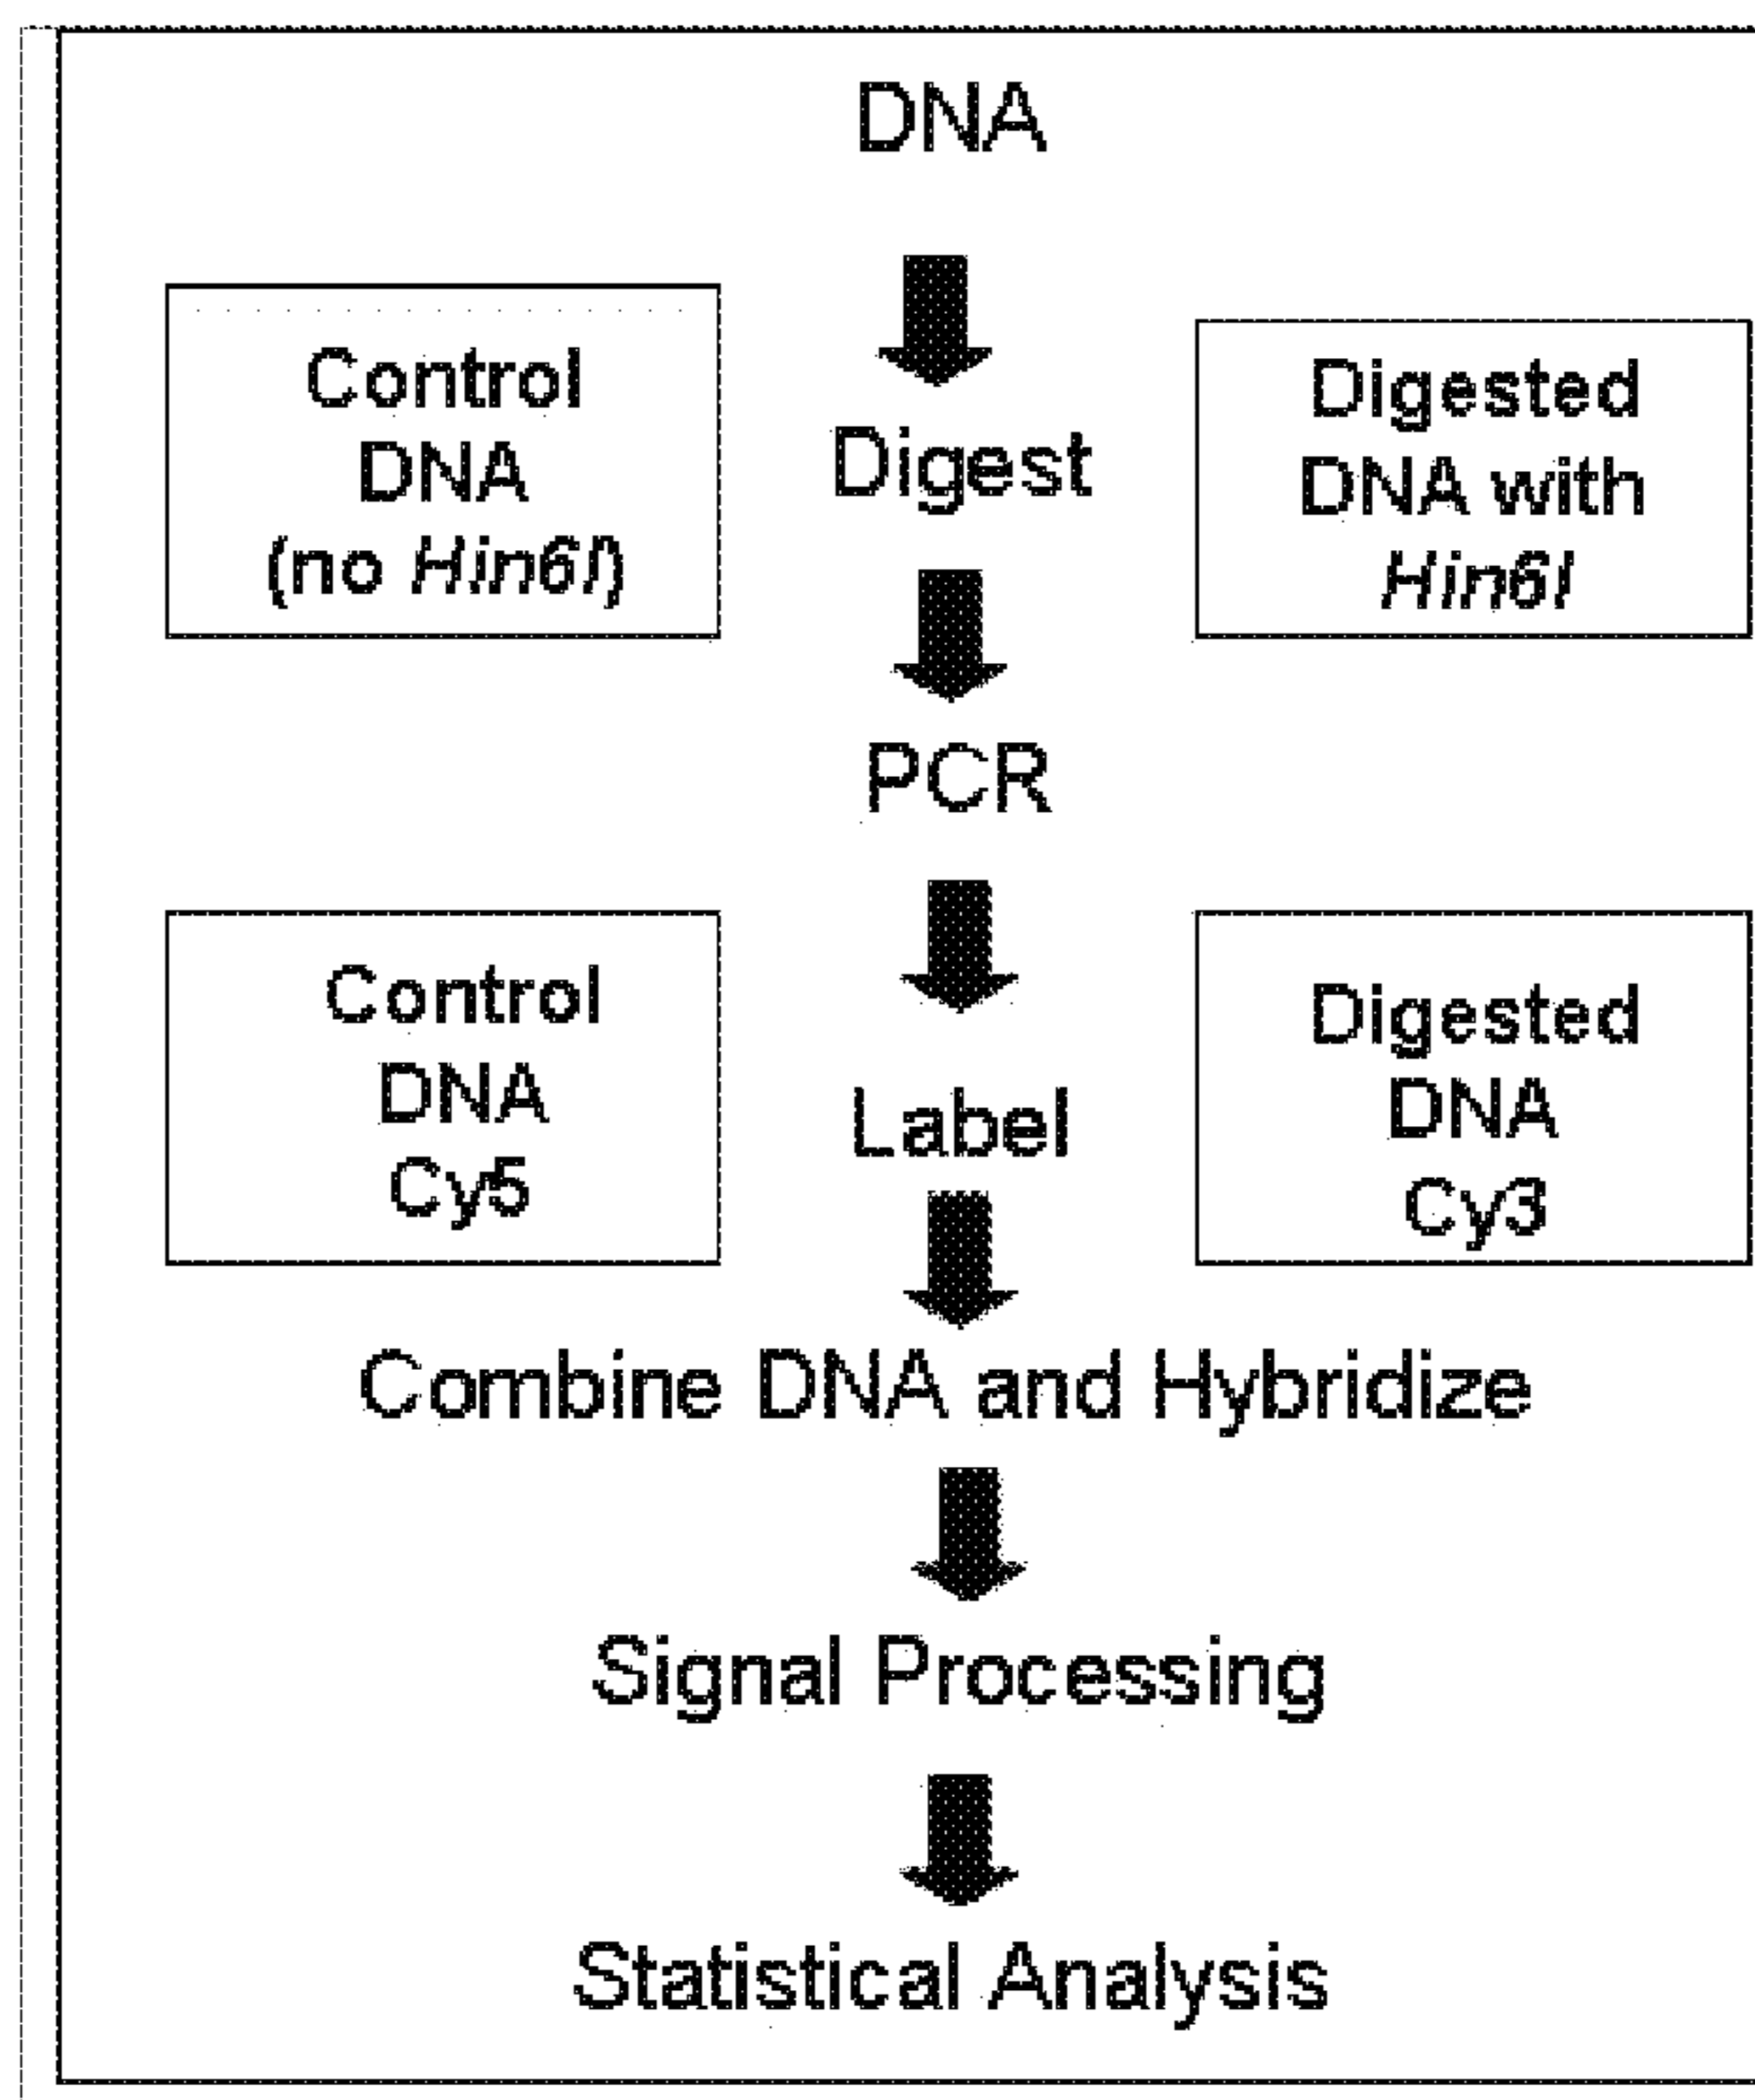 DNA
Control
DNA
(no Hin6I)
Digest
Digested
DNA with
Hin6I
PCR
Control
DNA
Cy5
Label
Digested
DNA
Cy3
Combine DNA and Hybridize
Signal Processing
Statistical Analysis